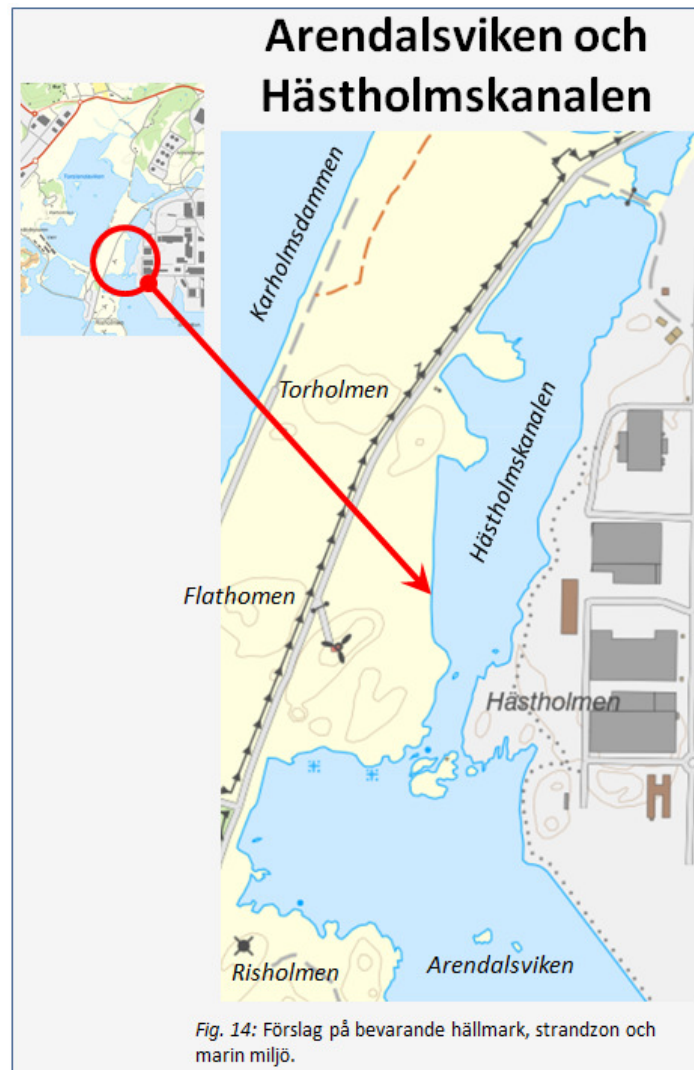 Arendalsviken och
Hästholmskanalen
Karholmsdammen
Torholmen
Hästholmskanalen
Flathomen
Hästholmen
Risholmen
Arendalsviken
Fig. 14: Förslag på bevarande hällmark, strandzon och
marin miljö.